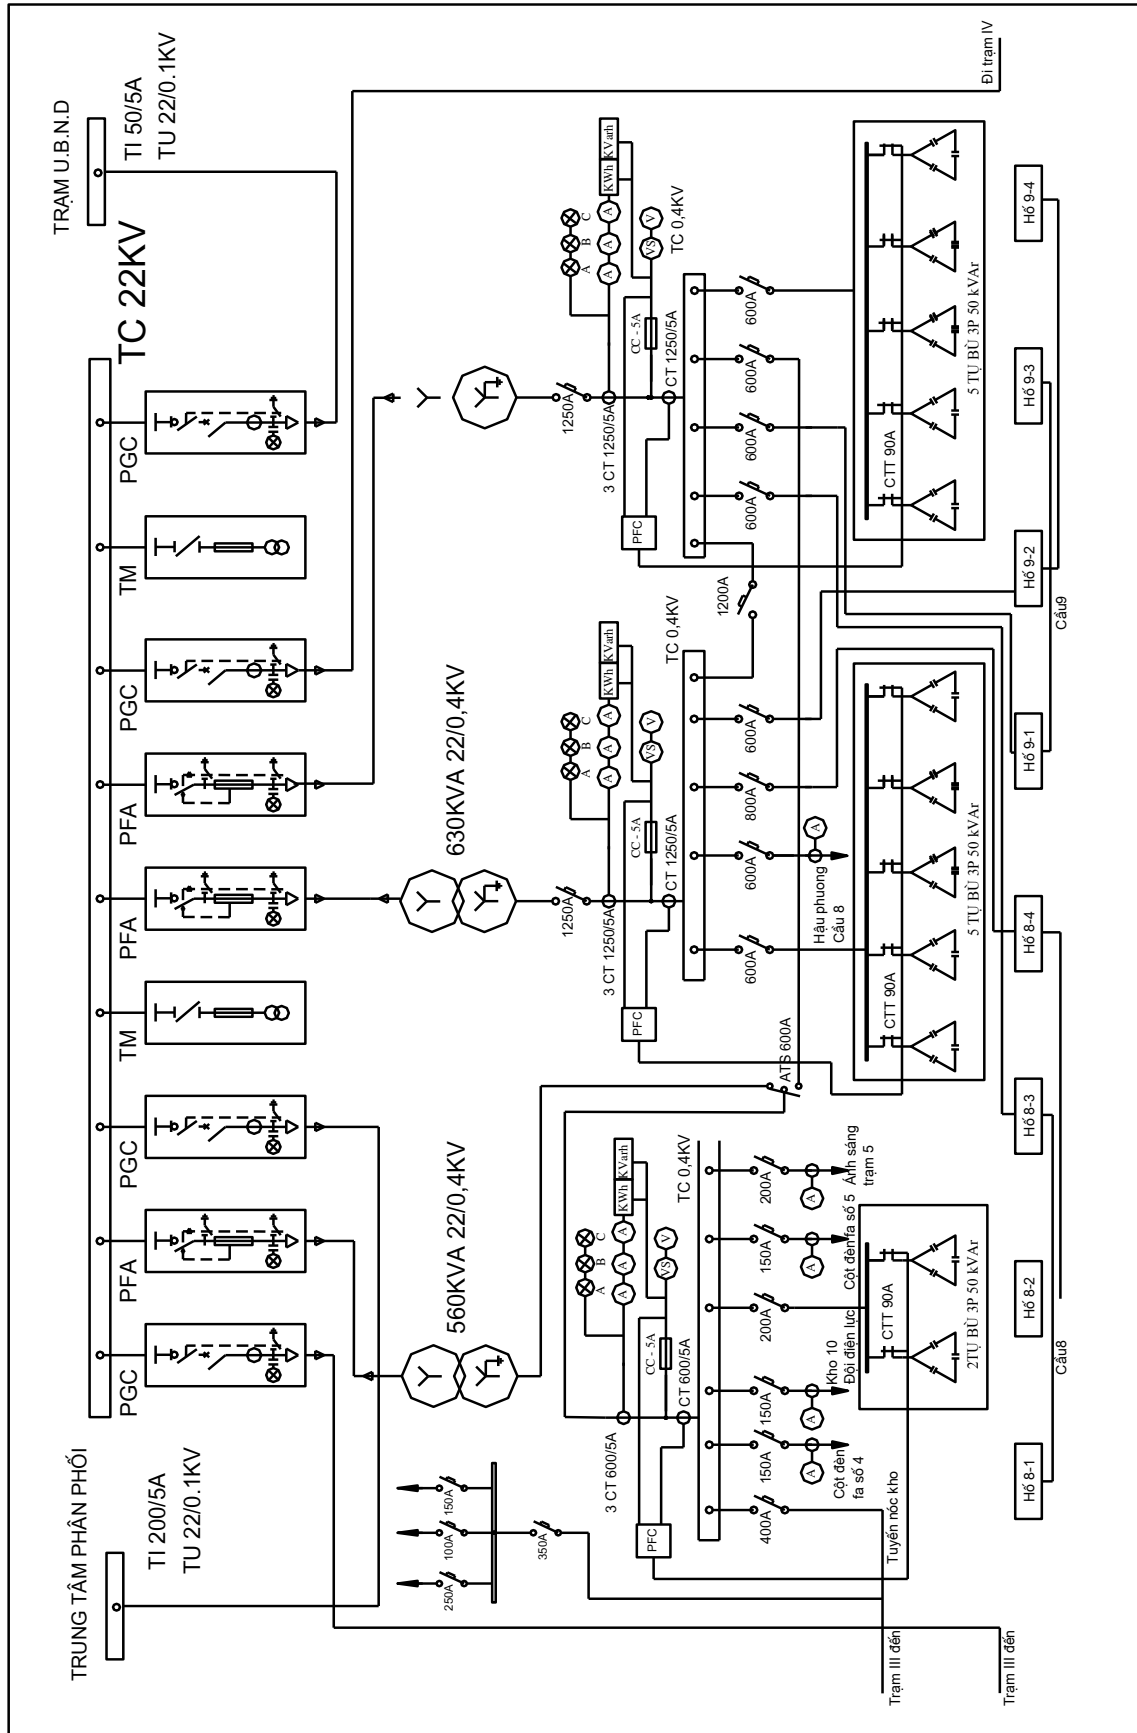 TRUNG TÂM PHÂN PHỐI
TRẠM U.B.N.D
TI 200/5A
TU 22/0.1KV
TI 50/5A
TU 22/0.1KV
TC 22KV
PGC
PFA
PGC
TM
PFA
PFA
PGC
TM
PGC
560KVA 22/0,4KV
630KVA 22/0,4KV
250A
100A
150A
350A
1250A
1250A
3 CT 600/5A
A
B
C
A
A
A
KWh
KVarh
CC - 5A
VS
V
CT 600/5A
PFC
TC 0,4KV
3 CT 1250/5A
A
B
C
A
A
A
KWh
KVarh
CC - 5A
VS
V
CT 1250/5A
PFC
TC 0,4KV
3 CT 1250/5A
A
B
C
A
A
A
KWh
KVarh
CC - 5A
VS
V
CT 1250/5A
PFC
TC 0,4KV
1200A
400A
150A
150A
200A
150A
200A
ATS 600A
600A
600A
800A
600A
600A
600A
600A
600A
A
A
A
A
A
Cột đèn
fa số 4
Kho 10
Đội điện lực
Cột đèn fa số 5
Ánh sáng
trạm 5
Hậu phuong
Cầu 8
Tuyến nóc kho
CTT 90A
2TỤ BÙ 3P 50 kVAr
CTT 90A
5 TỤ BÙ 3P 50 kVAr
CTT 90A
5 TỤ BÙ 3P 50 kVAr
Trạm III đến
Trạm III đến
Đi trạm IV
Hố 8-1
Hố 8-2
Hố 8-3
Hố 8-4
Hố 9-1
Hố 9-2
Hố 9-3
Hố 9-4
Cầu8
Cầu9